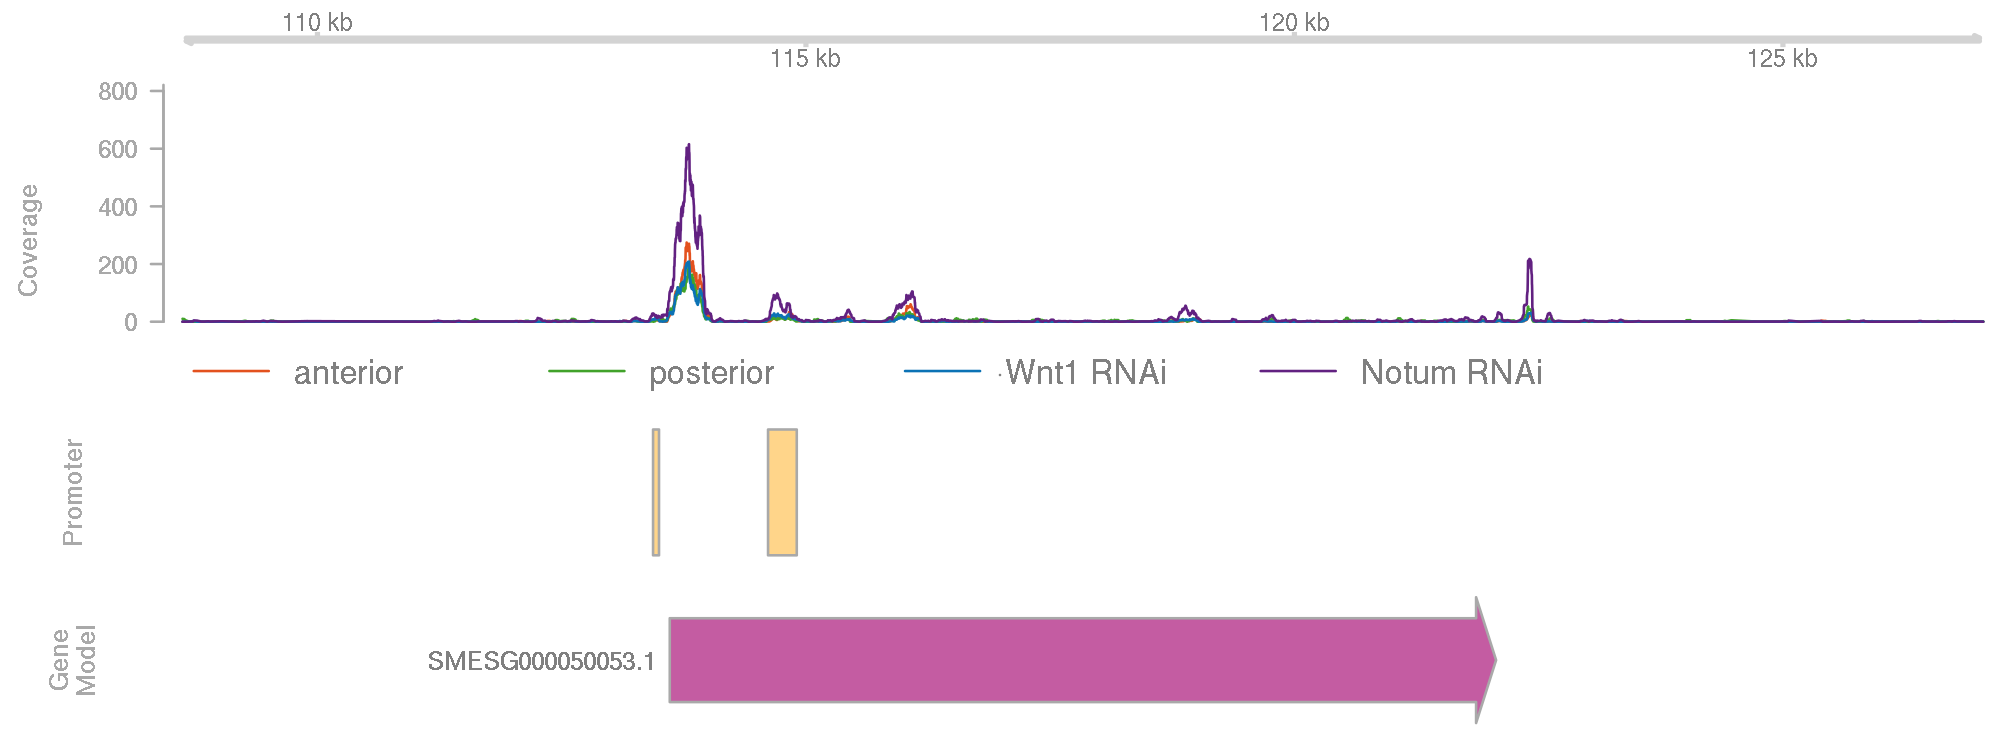 110 kb
120 kb
115 kb
125 kb
800
600
400
200
0
Coverage
anterior
posterior
Wnt1 RNAi
Notum RNAi
Promoter
SMESG000050053.1
Gene
Model